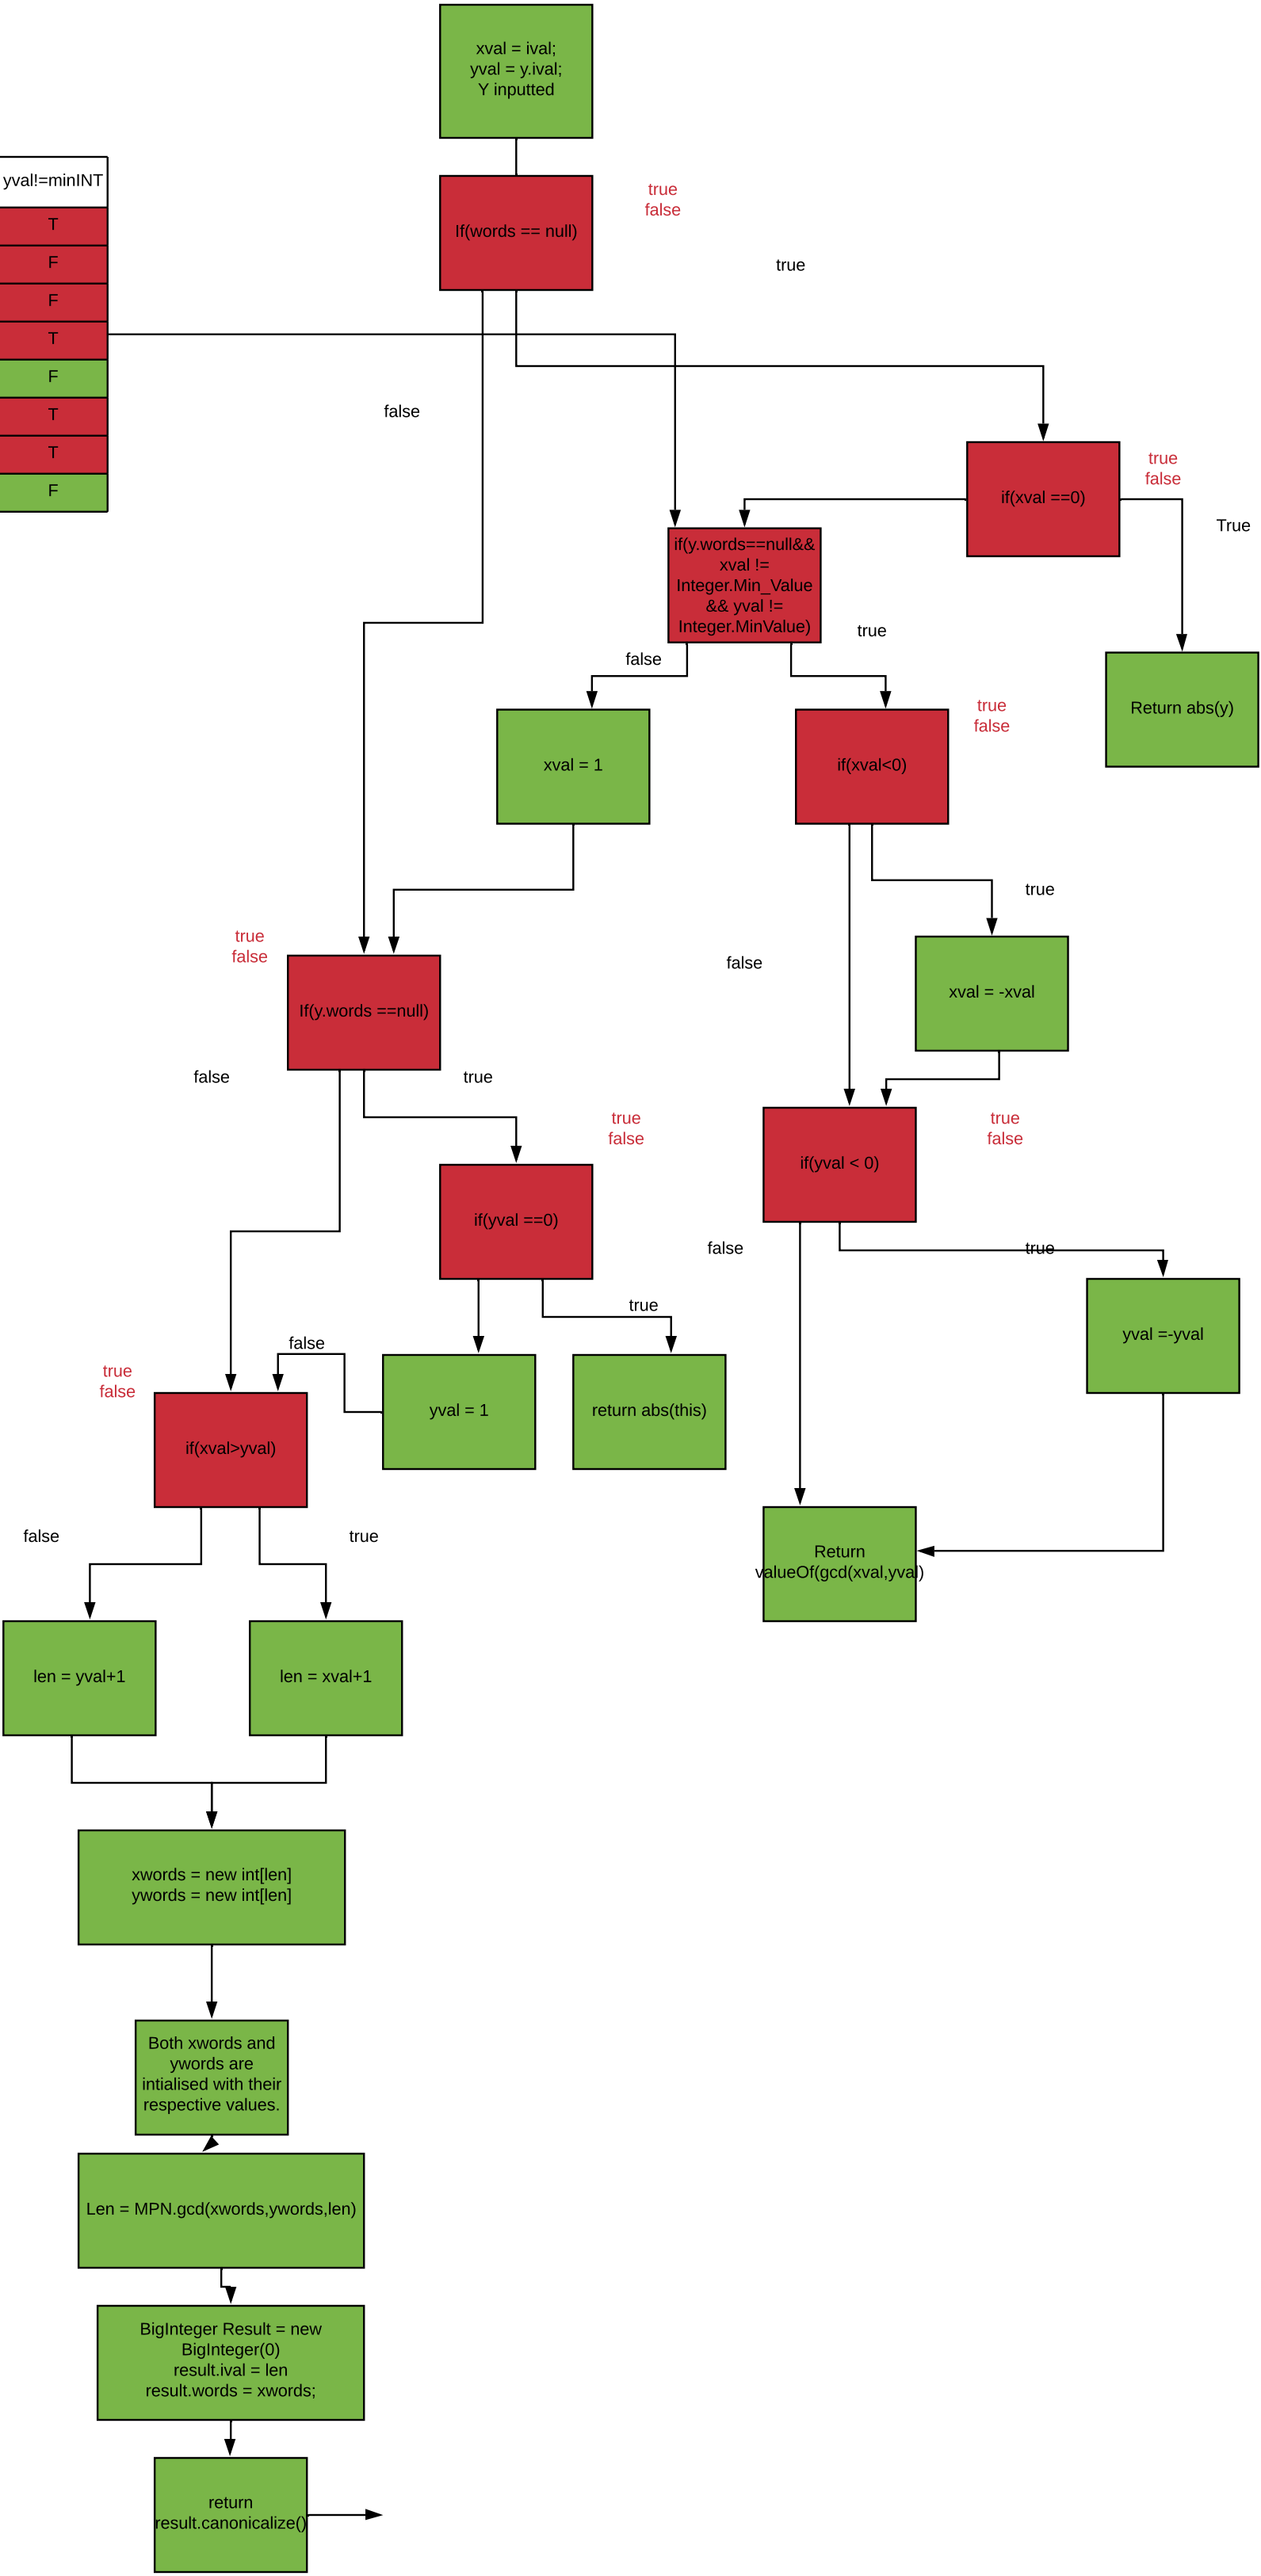 xval = ival;
yval = y.ival;
Y inputted
yval!=minINT
T
F
F
T
F
T
T
F
If(words == null)
true
false
true
false
if(xval ==0)
true
false
True
if(y.words==null&&
xval !=
Integer.Min_Value
&& yval !=
Integer.MinValue)
true
false
Return abs(y)
xval = 1
if(xval<0)
true
false
true
xval = -xval
false
true
false
If(y.words ==null)
false
true
if(yval < 0)
true
false
true
false
if(yval ==0)
false
true
yval =-yval
true
false
yval = 1
return abs(this)
true
false
if(xval>yval)
false
true
Return
valueOf(gcd(xval,yval)
len = yval+1
len = xval+1
xwords = new int[len]
ywords = new int[len]
Both xwords and
ywords are
intialised with their
respective values.
Len = MPN.gcd(xwords,ywords,len)
BigInteger Result = new
BigInteger(0)
result.ival = len
result.words = xwords;
return
result.canonicalize()